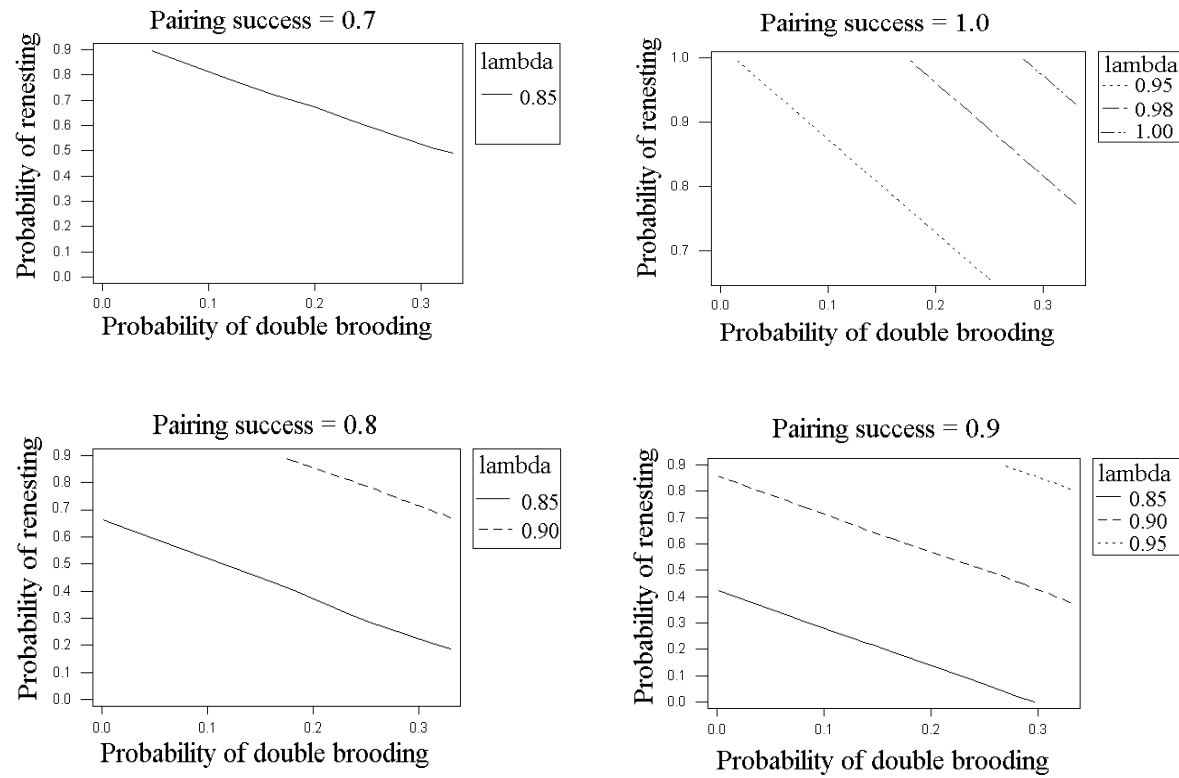 Pairing success = 0.7
Probability of renesting
0.9
0.8
0.7
0.6
0.5
0.4
0.3
0.2
0.1
0.0
0.0 0.1 0.2 0.3
Probability of double brooding
lambda
0.85
Pairing success = 1.0
Probability of renesting
1.0
0.9
0.8
0.7
0.0 0.1 0.2 0.3
Probability of double brooding
lambda
0.95
0.98
1.00
Pairing success = 0.8
Probability of renesting
0.9
0.8
0.7
0.6
0.5
0.4
0.3
0.2
0.1
0.0
0.0 0.1 0.2 0.3
Probability of double brooding
lambda
0.85
0.90
Pairing success = 0.9
Probability of renesting
0.9
0.8
0.7
0.6
0.5
0.4
0.3
0.2
0.1
0.0
0.0 0.1 0.2 0.3
Probability of double brooding
lambda
0.85
0.90
0.95